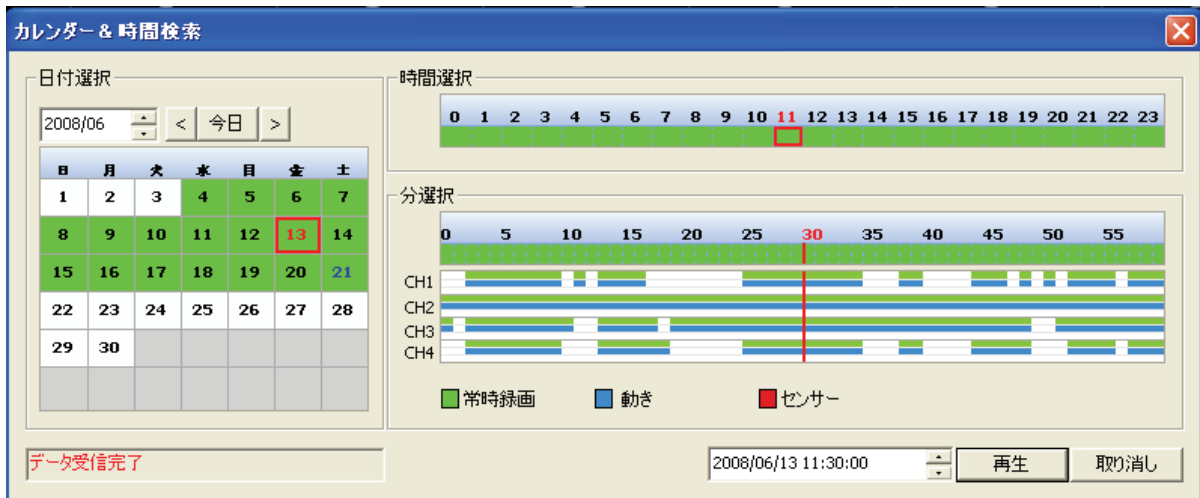 カレンダー & 時間検索
日付選択
2008/06
< 今日 >
日 月 火 水 木 金 土
1 2 3 4 5 6 7
8 9 10 11 12 13 14
15 16 17 18 19 20 21
22 23 24 25 26 27 28
29 30
データ受信完了
時間選択
0 1 2 3 4 5 6 7 8 9 10 11 12 13 14 15 16 17 18 19 20 21 22 23
分選択
0 5 10 15 20 25 30 35 40 45 50 55
CH1
CH2
CH3
CH4
常時録画 動き センサー
2008/06/13 11:30:00
再生 取り消し